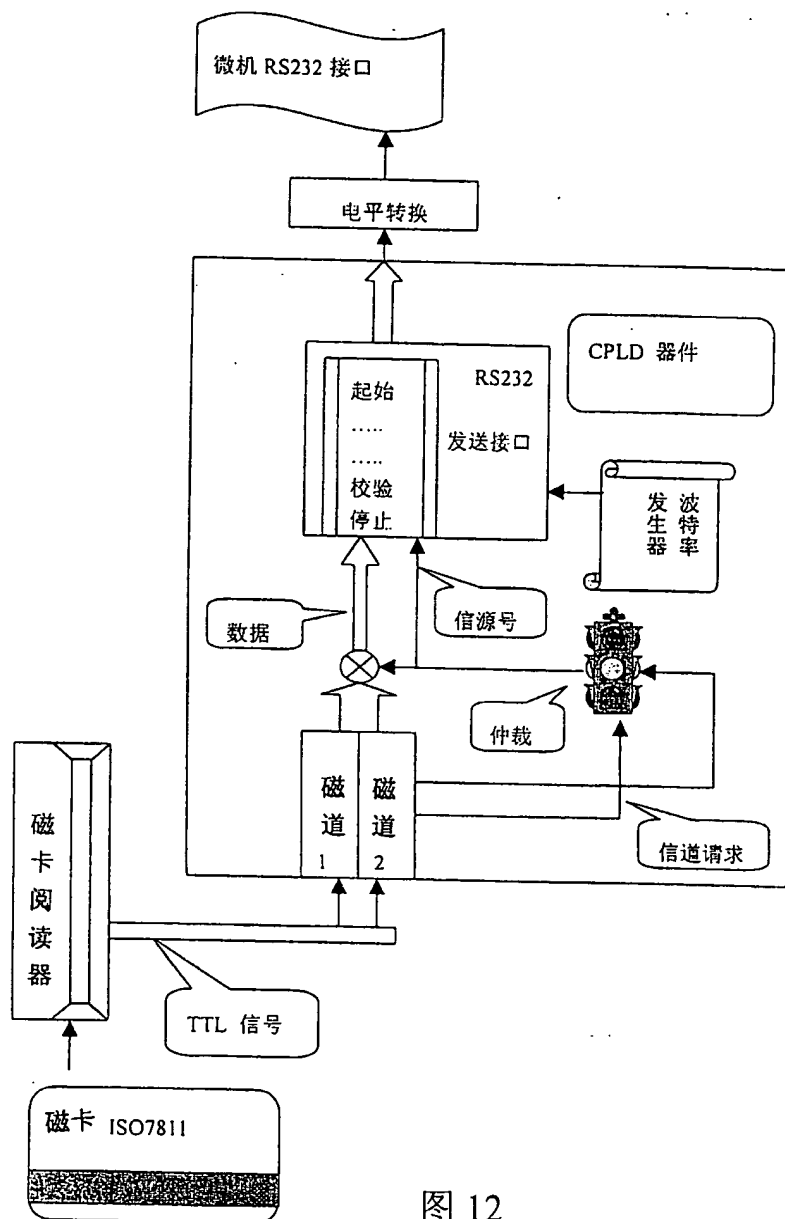 微机 RS232 接口
电平转换
CPLD 器件
RS232
发送接口
起始
.....
.....
校验
停止
波特率
发生器
数据
信源号
仲裁
磁道
1
磁道
2
信道请求
磁卡阅读器
TTL 信号
磁卡 ISO7811
图 12